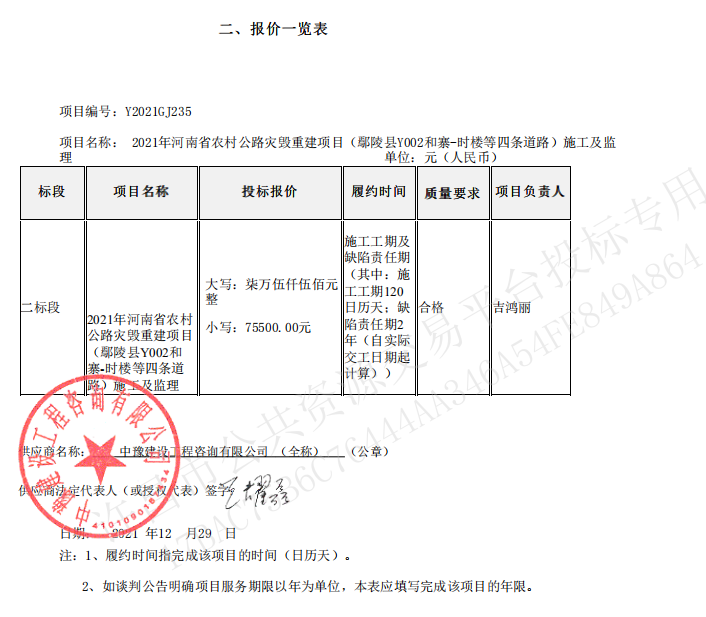 二、报价一览表
项目编号：Y2021GJ235
项目名称： 2021年河南省农村公路灾毁重建项目（鄢陵县Y002和寨-时楼等四条道路）施工及监
理 单位：元（人民币）
标段 项目名称 投标报价 履约时间 质量要求 项目负责人
二标段
2021年河南省农村
公路灾毁重建项目
（鄢陵县Y002和
寨-时楼等四条道
路）施工及监理
大写：柒万伍仟伍佰元
整
小写：75500.00元
施工工期及
缺陷责任期
（其中：施
工工期120
日历天；缺
陷责任期2
年（自实际
交工日期起
计算））
合格
吉鸿丽
供应商名称： 中豫建设工程咨询有限公司 （全称） （公章）
供应商法定代表人（或授权代表）签字
日期： 2021 年12 月29 日
注：1、履约时间指完成该项目的时间（日历天）。
2、如谈判公告明确项目服务期限以年为单位，本表应填写完成该项目的年限。
中豫建设工程咨询有限公司